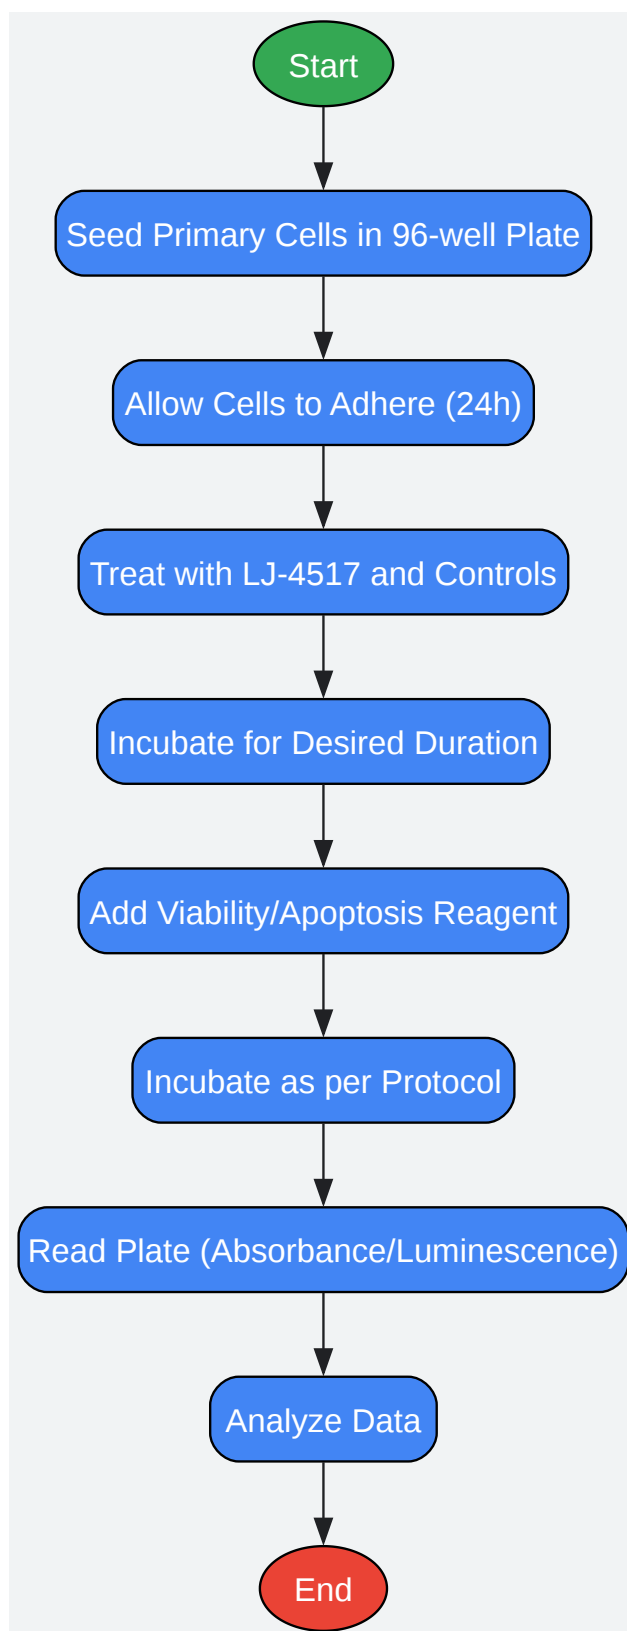 Start
Seed Primary Cells in 96-well Plate
Allow Cells to Adhere (24h)
Treat with LJ-4517 and Controls
Incubate for Desired Duration
Add Viability/Apoptosis Reagent
Incubate as per Protocol
Read Plate (Absorbance/Luminescence)
Analyze Data
End